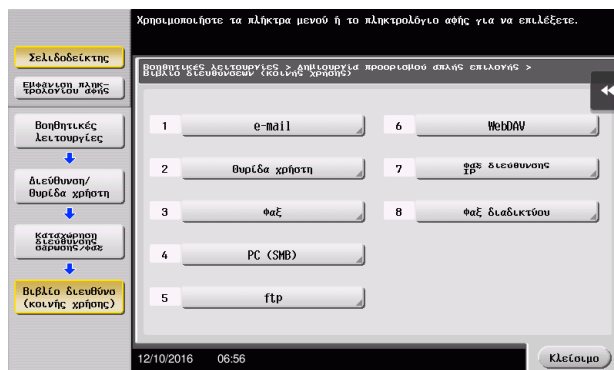 Χρησιμοποιήστε τα πλήκτρα μενού ή το πληκτρολόγιο αφής για να επιλέξετε.
Σελιδοδείκτης
Εμφάνιση πληκ-
τρολογίου αφής
Βοηθητικές
λειτουργίες
Διεύθυνση/
Θυρίδα χρήστη
Καταχώρηση
διεύθυνσης
σάρωσης/φαξ
Βιβλίο διευθύνσ
(κοινής χρήσης)
Βοηθητικές λειτουργίες > Δημιουργία προορισμού απλής επιλογής >
Βιβλίο διευθύνσεων (κοινής χρήσης)
1 e-mail
2 Θυρίδα χρήστη
3 Φαξ
4 PC (SMB)
5 ftp
6 WebDAV
7 Φαξ διεύθυνσης
IP
8 Φαξ διαδικτύου
12/10/2016 06:56
Κλείσιμο